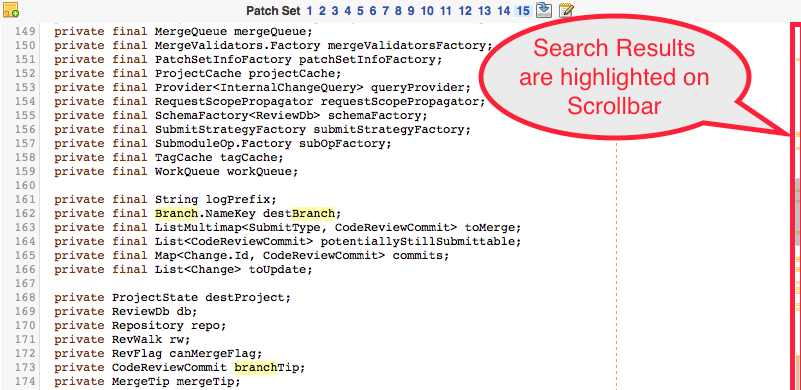 Patch Set 1 2 3 4 5 6 7 8 9 10 11 12 13 14 15
149 private final MergeQueue mergeQueue;
150 private final MergeValidators.Factory mergeValidatorsFactory;
151 private final PatchSetInfoFactory patchSetInfoFactory;
152 private final ProjectCache projectCache;
153 private final Provider<InternalChangeQuery> queryProvider;
154 private final RequestScopePropagator requestScopePropagator;
155 private final SchemaFactory<ReviewDb> schemaFactory;
156 private final SubmitStrategyFactory submitStrategyFactory;
157 private final SubmoduleOp.Factory subOpFactory;
158 private final TagCache tagCache;
159 private final WorkQueue workQueue;
160
161 private final String logPrefix;
162 private final Branch.NameKey destBranch;
163 private final ListMultimap<SubmitType, CodeReviewCommit> toMerge;
164 private final List<CodeReviewCommit> potentiallyStillSubmittable;
165 private final Map<Change.Id, CodeReviewCommit> commits;
166 private final List<Change> toUpdate;
167
168 private ProjectState destProject;
169 private ReviewDb db;
170 private Repository repo;
171 private RevWalk rw;
172 private RevFlag canMergeFlag;
173 private CodeReviewCommit branchTip;
174 private MergeTip mergeTip;
Search Results
are highlighted on
Scrollbar